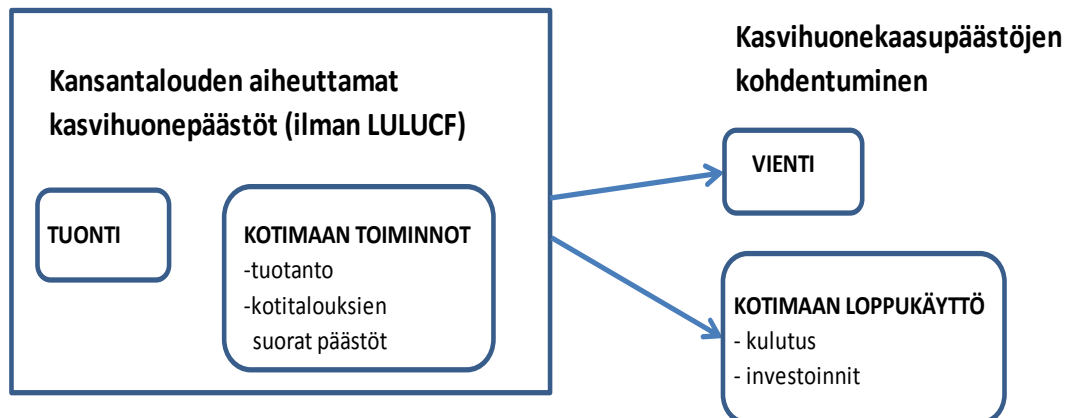 Kansantalouden aiheuttamat
kasvihuonepäästöt (ilman LULUCF)
TUONTI
KOTIMAAN TOIMINNOT
-tuotanto
-kotitalouksien
suorat päästöt
Kasvihuonekaasupäästöjen
kohdentuminen
VIENTI
KOTIMAAN LOPPUKÄYTTÖ
- kulutus
- investoinnit